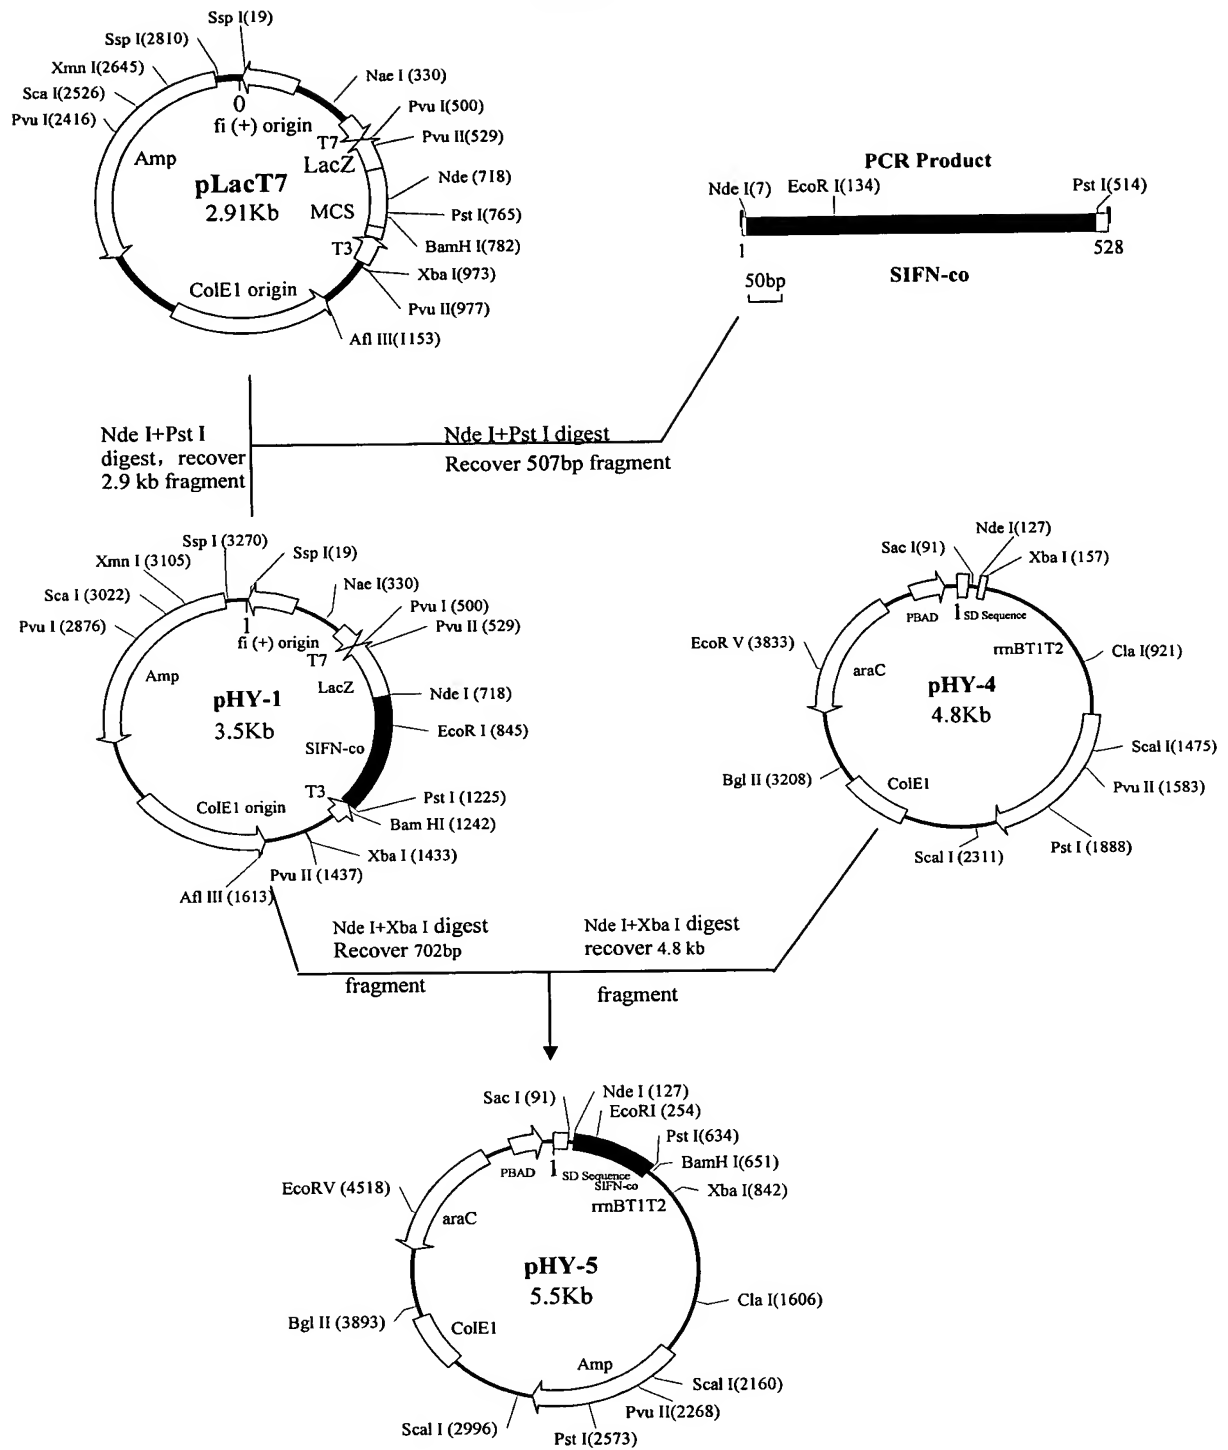 Ssp I(19)
Ssp I(2810)
Xmn I(2645)
Sca I(2526)
Pvu I(2416)
Nae I (330)
Pvu I(500)
Pvu II(529)
Nde (718)
Pst I(765)
BamH I(782)
Xba I(973)
Pvu II(977)
Afl III(1153)
0
fi (+) origin
T7
LacZ
Amp
pLacT7
2.91Kb
MCS
T3
ColE1 origin
PCR Product
Nde I(7)
EcoR I(134)
Pst I(514)
1
528
SIFN-co
50bp
Nde I+Pst I
digest, recover
2.9 kb fragment
Nde I+Pst I digest
Recover 507bp fragment
Ssp I (3270)
Ssp I(19)
Xmn I (3105)
Sca I (3022)
Pvu I(2876)
Nae I(330)
Pvu I (500)
Pvu II (529)
Nde I (718)
EcoR I (845)
Pst I (1225)
Bam HI (1242)
Xba I (1433)
Pvu II (1437)
Afl III (1613)
1
fi (+) origin
T7
Amp
LacZ
pHY-1
3.5Kb
SIFN-co
T3
ColE1 origin
Nde I(127)
Sac I(91)
Xba I (157)
PBAD
1
SD Sequence
EcoR V (3833)
rrnBT1T2
Cla I(921)
araC
pHY-4
4.8Kb
Scal I(1475)
Bgl II (3208)
ColE1
Pvu II (1583)
Scal I (2311)
Pst I (1888)
Nde I+Xba I digest
Recover 702bp
fragment
Nde I+Xba I digest
recover 4.8 kb
fragment
Sac I (91)
Nde I (127)
EcoRI (254)
Pst I(634)
BamH I(651)
Xba I(842)
PBAD
1
SD Sequence
SIFN-co
rrnBT1T2
EcoRV (4518)
araC
pHY-5
5.5Kb
Cla I(1606)
Bgl II (3893)
ColE1
Amp
Scal I(2160)
Pvu II(2268)
Scal I (2996)
Pst I(2573)